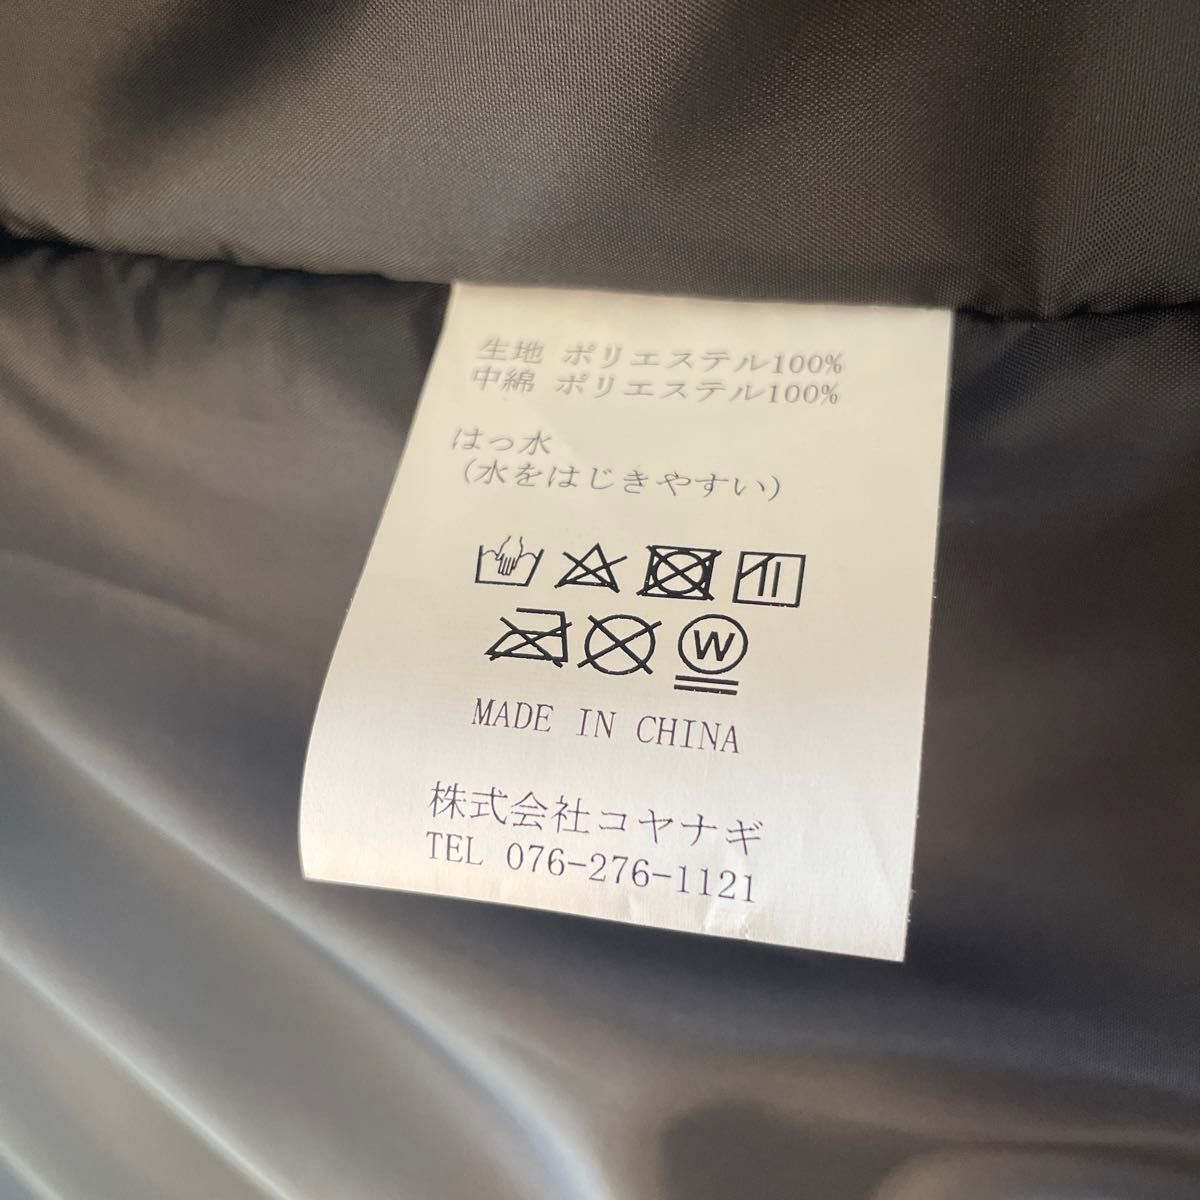 生地 ポリエステル100%
中綿 ポリエステル100%
はっ水
(水をはじきやすい)
W
MADE IN CHINA
株式会社コヤナギ
TEL 076-276-1121